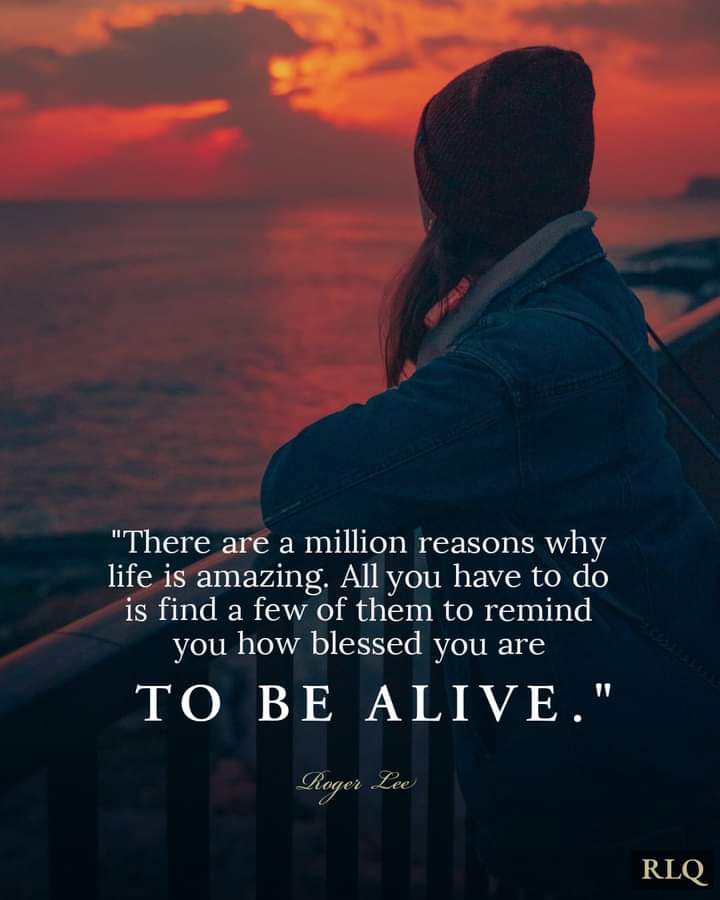 "There are a million reasons why
life is amazing. All you have to do
is find a few of them to remind
you how blessed you are
TO BE ALIVE."
Roger Lee
RLQ